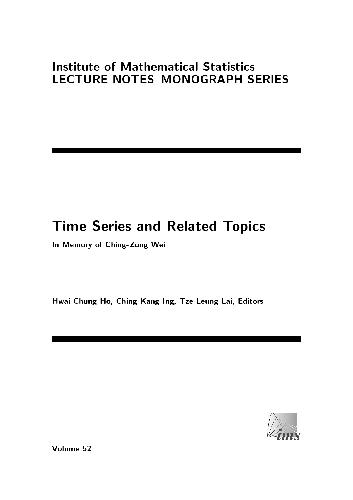 Institute of Mathematical Statistics
LECTURE NOTES–MONOGRAPH SERIES
Time Series and Related Topics
In Memory of Ching-Zong Wei
Hwai-Chung Ho, Ching-Kang Ing, Tze Leung Lai, Editors
ims
Volume 52